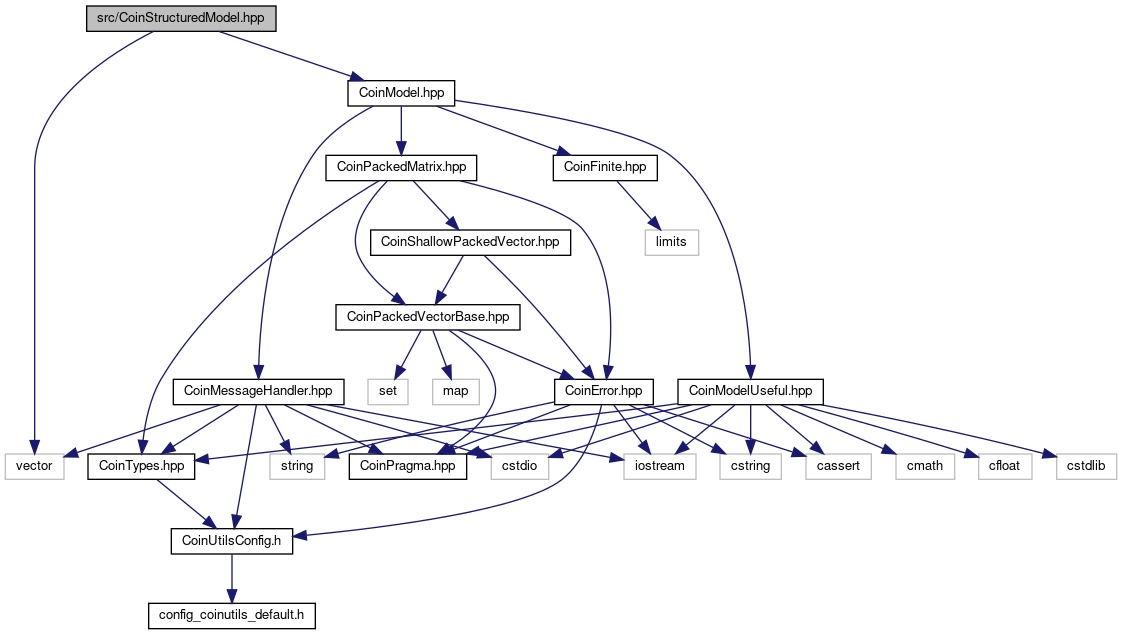 src/CoinStructuredModel.hpp
CoinModel.hpp
CoinPackedMatrix.hpp
CoinFinite.hpp
CoinShallowPackedVector.hpp
limits
CoinPackedVectorBase.hpp
CoinMessageHandler.hpp
set
map
CoinError.hpp
CoinModelUseful.hpp
vector
CoinTypes.hpp
string
CoinPragma.hpp
cstdio
iostream
cstring
cassert
cmath
cfloat
cstdlib
CoinUtilsConfig.h
config_coinutils_default.h